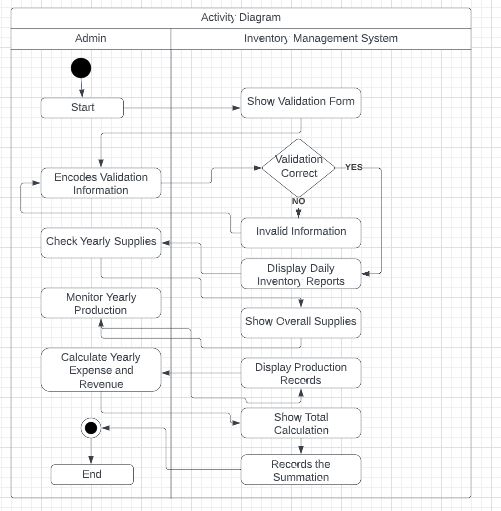 Activity Diagram
Admin
Inventory Management System
Start
Show Validation Form
Encodes Validation
Information
Validation
Correct
YES
NO
Invalid Information
Check Yearly Supplies
DIisplay Daily
Inventory Reports
Monitor Yearly
Production
Show Overall Supplies
Calculate Yearly
Expense and
Revenue
Display Production
Records
Show Total
Calculation
Records the
Summation
End